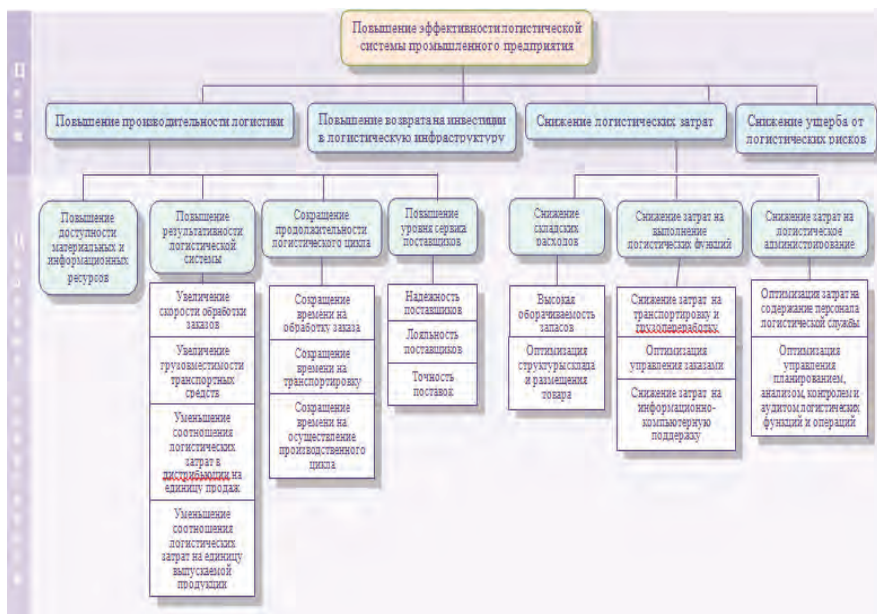 Повышение эффективности логистической
системы промышленного предприятия
Повышение производительности логистики
Повышение возврата на инвестиции
в логистическую инфраструктуру
Снижение логистических затрат
Снижение ущерба от
логистических рисков
Повышение
доступности
материальных и
информационных
ресурсов
Повышение
результативности
логистической
системы
Сокращение
продолжительности
логистического цикла
Повышение
уровня сервиса
поставщиков
Снижение
складских
расходов
Снижение затрат на
выполнение
логистических функций
Снижение затрат на
логистическое
администрирование
Увеличение
скорости обработки
заказов
Увеличение
грузовместимости
транспортных
средств
Уменьшение
соотношения
логистических
затрат в
дистрибьюции на
единицу продаж
Уменьшение
соотношения
логистических
затрат на единицу
выпускаемой
продукции
Сокращение
времени на
обработку заказа
Сокращение
времени на
транспортировку
Сокращение
времени на
осуществление
производственного
цикла
Надежность
поставщиков
Лояльность
поставщиков
Точность
поставок
Высокая
оборачиваемость
запасов
Оптимизация
структуры склада
и размещения
товара
Снижение затрат на
транспортировку и
грузопереработку
Оптимизация
управления заказами
Снижение затрат на
информационно-
компьютерную
поддержку
Оптимизация затрат на
содержание персонала
логистической службы
Оптимизация
управления
планированием,
анализом, контролем и
аудитом логистических
функций и операций